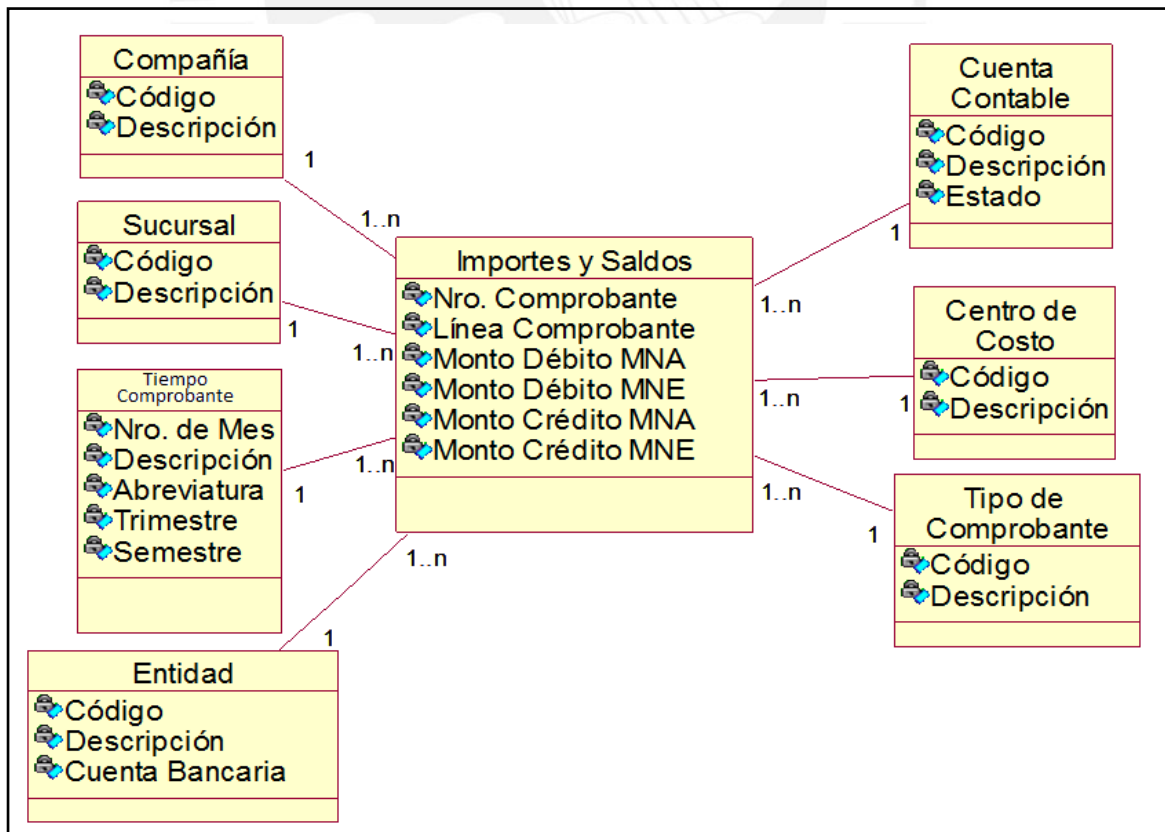 Compañía
Código
Descripción
1
1..n
Sucursal
Código
Descripción
1
1..n
Tiempo
Comprobante
Nro. de Mes
Descripción
Abreviatura
Trimestre
Semestre
1
1..n
Entidad
Código
Descripción
Cuenta Bancaria
1
1..n
Importes y Saldos
Nro. Comprobante
Línea Comprobante
Monto Débito MNA
Monto Débito MNE
Monto Crédito MNA
Monto Crédito MNE
Cuenta
Contable
Código
Descripción
Estado
1
1..n
Centro de
Costo
Código
Descripción
1
1..n
Tipo de
Comprobante
Código
Descripción
1
1..n